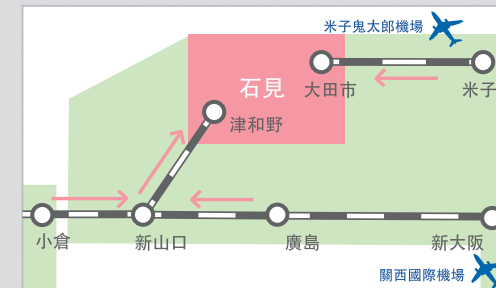 米子鬼太郎機場
石見
大田市
米子
津和野
小倉
新山口
廣島
新大阪
關西國際機場